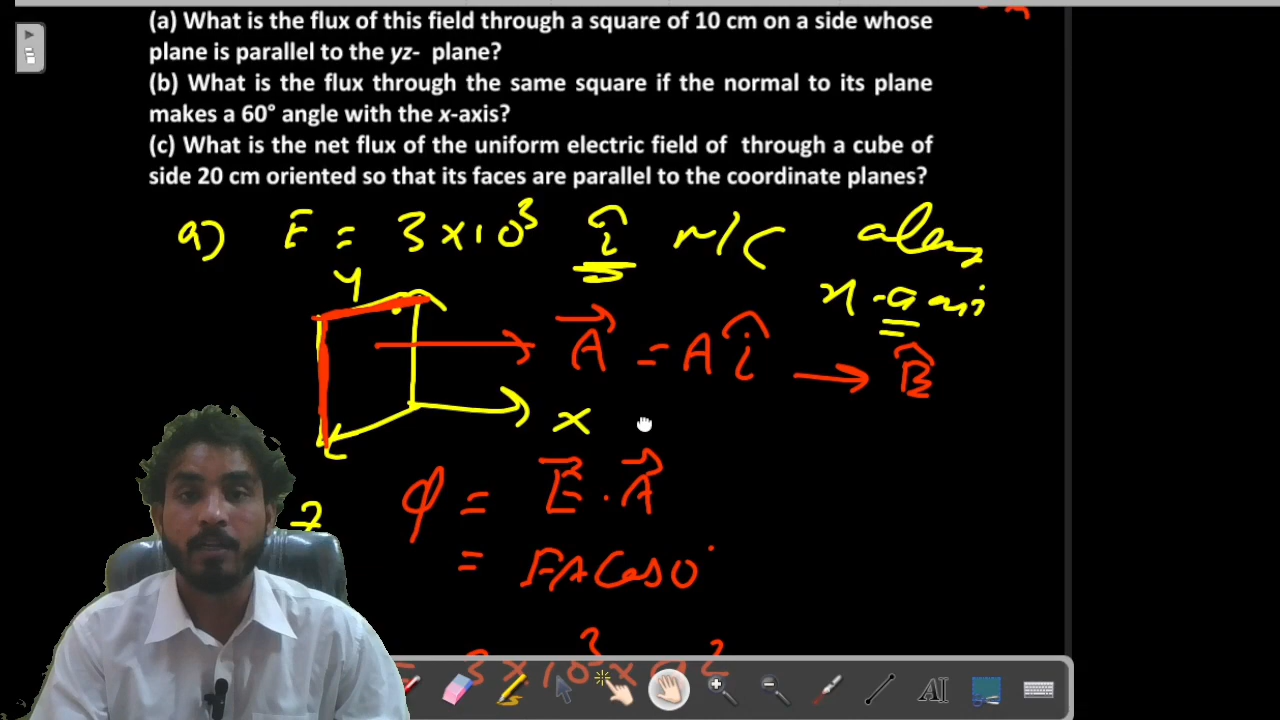 (a) What is the flux of this field through a square of 10 cm on a side whose
plane is parallel to the yz- plane?
(b) What is the flux through the same square if the normal to its plane
makes a 60° angle with the x-axis?
(c) What is the net flux of the uniform electric field of through a cube of
side 20 cm oriented so that its faces are parallel to the coordinate planes?
a) E = 3×10³ î N/C along
x-axis
y
A⃗ = A î →
x
z
φ = E⃗ . A⃗
= EA Cos 0°
= 3×10³×
AI